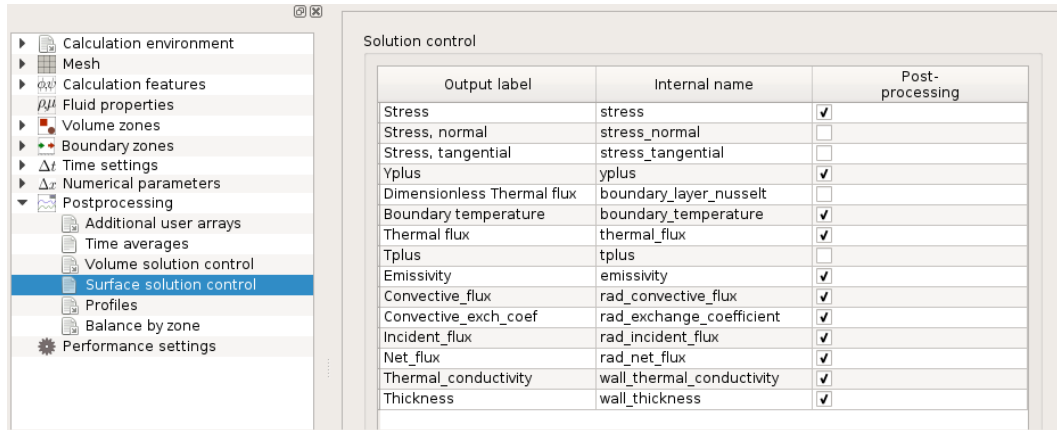 Calculation environment
Mesh
ϕ,ψ Calculation features
ρ,μ Fluid properties
Volume zones
Boundary zones
Δt Time settings
Δx Numerical parameters
Postprocessing
Additional user arrays
Time averages
Volume solution control
Surface solution control
Profiles
Balance by zone
Performance settings
Solution control
Output label Internal name Post-
processing
Stress stress
Stress, normal stress_normal
Stress, tangential stress_tangential
Yplus yplus
Dimensionless Thermal flux boundary_layer_nusselt
Boundary temperature boundary_temperature
Thermal flux thermal_flux
Tplus tplus
Emissivity emissivity
Convective_flux rad_convective_flux
Convective_exch_coef rad_exchange_coefficient
Incident_flux rad_incident_flux
Net_flux rad_net_flux
Thermal_conductivity wall_thermal_conductivity
Thickness wall_thickness